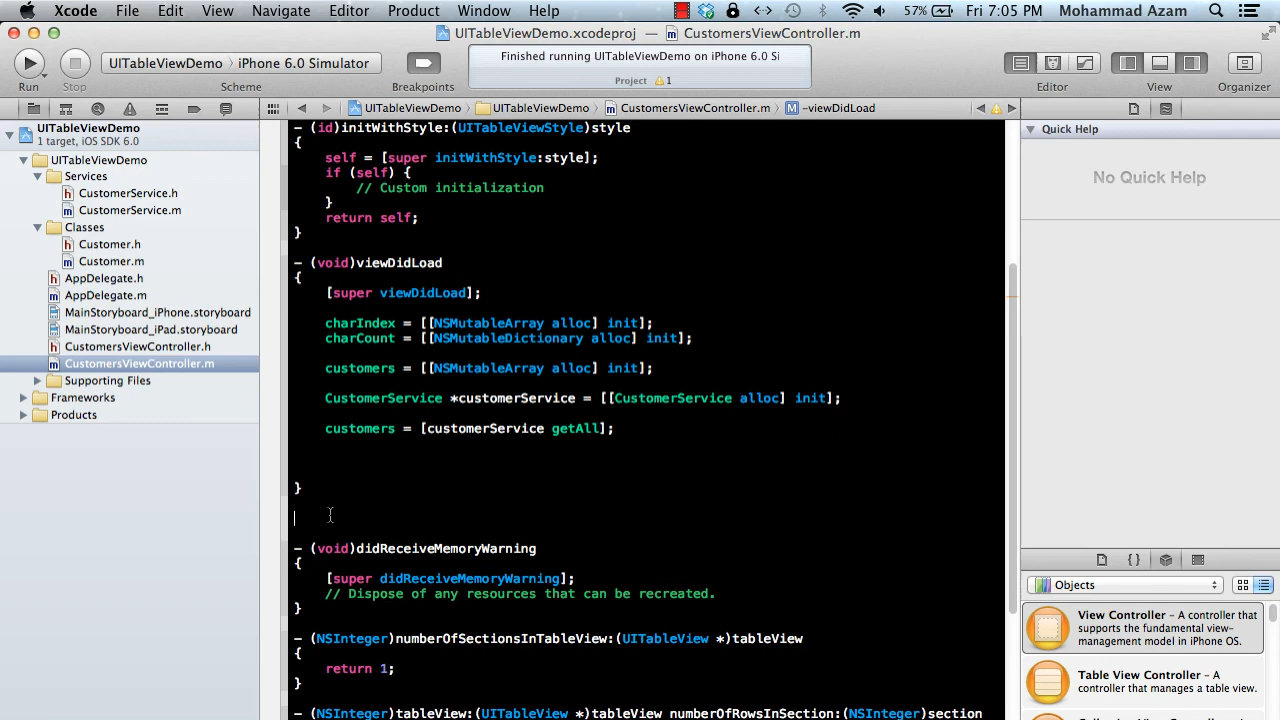 Xcode File Edit View Navigate Editor Product Window Help 57% Fri 7:05 PM Mohammad Azam
UITableViewDemo.xcodeproj — CustomersViewController.m
Run Stop
UITableViewDemo iPhone 6.0 Simulator
Scheme
Breakpoints
Finished running UITableViewDemo on iPhone 6.0 Si
Project 1
Editor View Organizer
UITableViewDemo UITableViewDemo CustomersViewController.m -viewDidLoad
UITableViewDemo
1 target, iOS SDK 6.0
UITableViewDemo
Services
CustomerService.h
CustomerService.m
Classes
Customer.h
Customer.m
AppDelegate.h
AppDelegate.m
MainStoryboard_iPhone.storyboard
MainStoryboard_iPad.storyboard
CustomersViewController.h
CustomersViewController.m
Supporting Files
Frameworks
Products
- (id)initWithStyle:(UITableViewStyle)style
{
self = [super initWithStyle:style];
if (self) {
// Custom initialization
}
return self;
}
- (void)viewDidLoad
{
[super viewDidLoad];
charIndex = [[NSMutableArray alloc] init];
charCount = [[NSMutableDictionary alloc] init];
customers = [[NSMutableArray alloc] init];
CustomerService *customerService = [[CustomerService alloc] init];
customers = [customerService getAll];
}
- (void)didReceiveMemoryWarning
{
[super didReceiveMemoryWarning];
// Dispose of any resources that can be recreated.
}
- (NSInteger)numberOfSectionsInTableView:(UITableView *)tableView
{
return 1;
}
- (NSInteger)tableView:(UITableView *)tableView numberOfRowsInSection:(NSInteger)section
Quick Help
No Quick Help
{ }
Objects
View Controller - A controller that
supports the fundamental view-
management model in iPhone OS.
Table View Controller - A
controller that manages a table view.